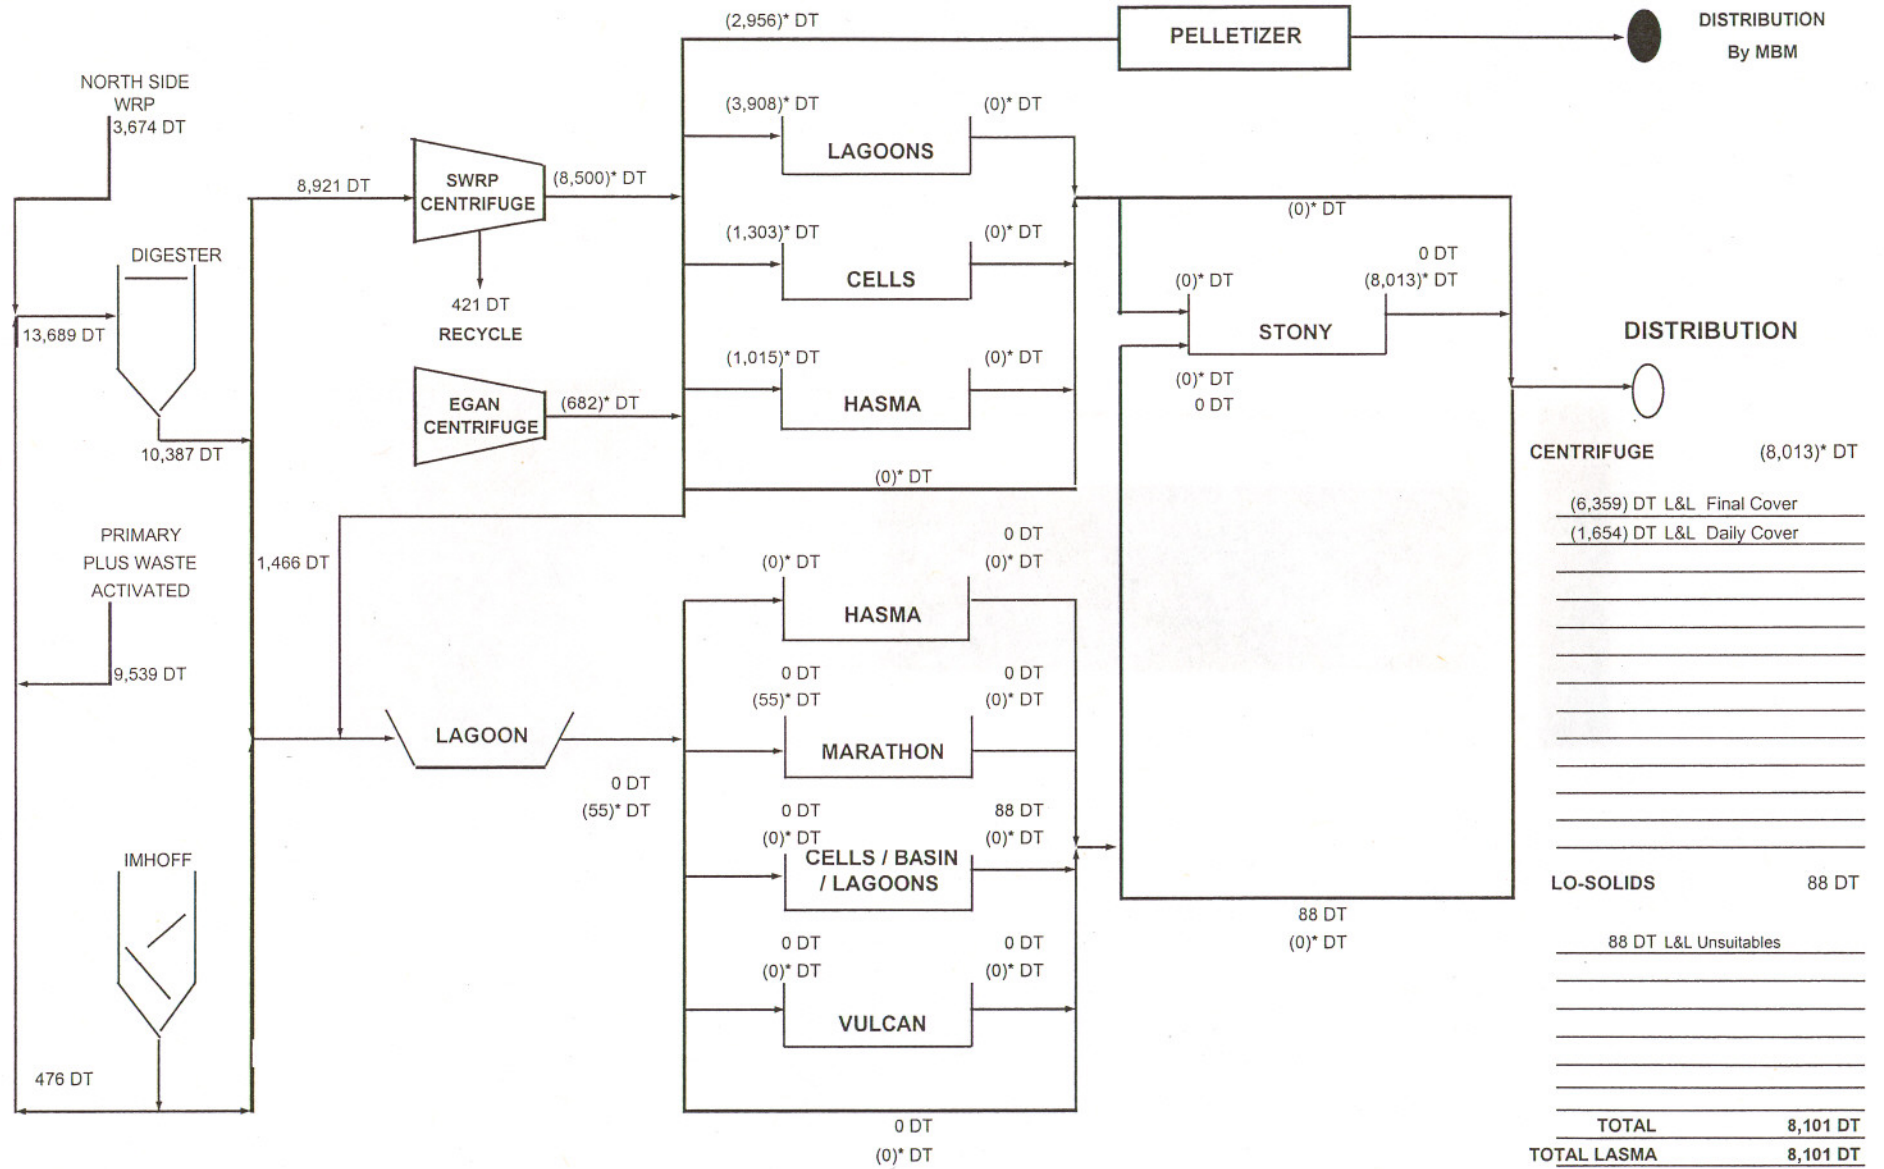 (2,956)* DT
PELLETIZER
DISTRIBUTION
By MBM
NORTH SIDE
WRP
3,674 DT
(3,908)* DT
(0)* DT
LAGOONS
8,921 DT
SWRP
CENTRIFUGE
(8,500)* DT
(0)* DT
DIGESTER
(1,303)* DT
(0)* DT
CELLS
421 DT
RECYCLE
0 DT
(0)* DT
(8,013)* DT
STONY
13,689 DT
DISTRIBUTION
(1,015)* DT
(0)* DT
HASMA
(0)* DT
0 DT
EGAN
CENTRIFUGE
(682)* DT
10,387 DT
(0)* DT
CENTRIFUGE (8,013)* DT
(6,359) DT L&L Final Cover
(1,654) DT L&L Daily Cover
PRIMARY
PLUS WASTE
ACTIVATED
1,466 DT
0 DT
(0)* DT
(0)* DT
HASMA
9,539 DT
0 DT
(55)* DT
0 DT
(0)* DT
MARATHON
LAGOON
0 DT
(55)* DT
0 DT
(0)* DT
88 DT
(0)* DT
CELLS / BASIN
/ LAGOONS
IMHOFF
LO-SOLIDS 88 DT
88 DT
(0)* DT
88 DT L&L Unsuitables
0 DT
(0)* DT
0 DT
(0)* DT
VULCAN
476 DT
0 DT
(0)* DT
TOTAL 8,101 DT
TOTAL LASMA 8,101 DT